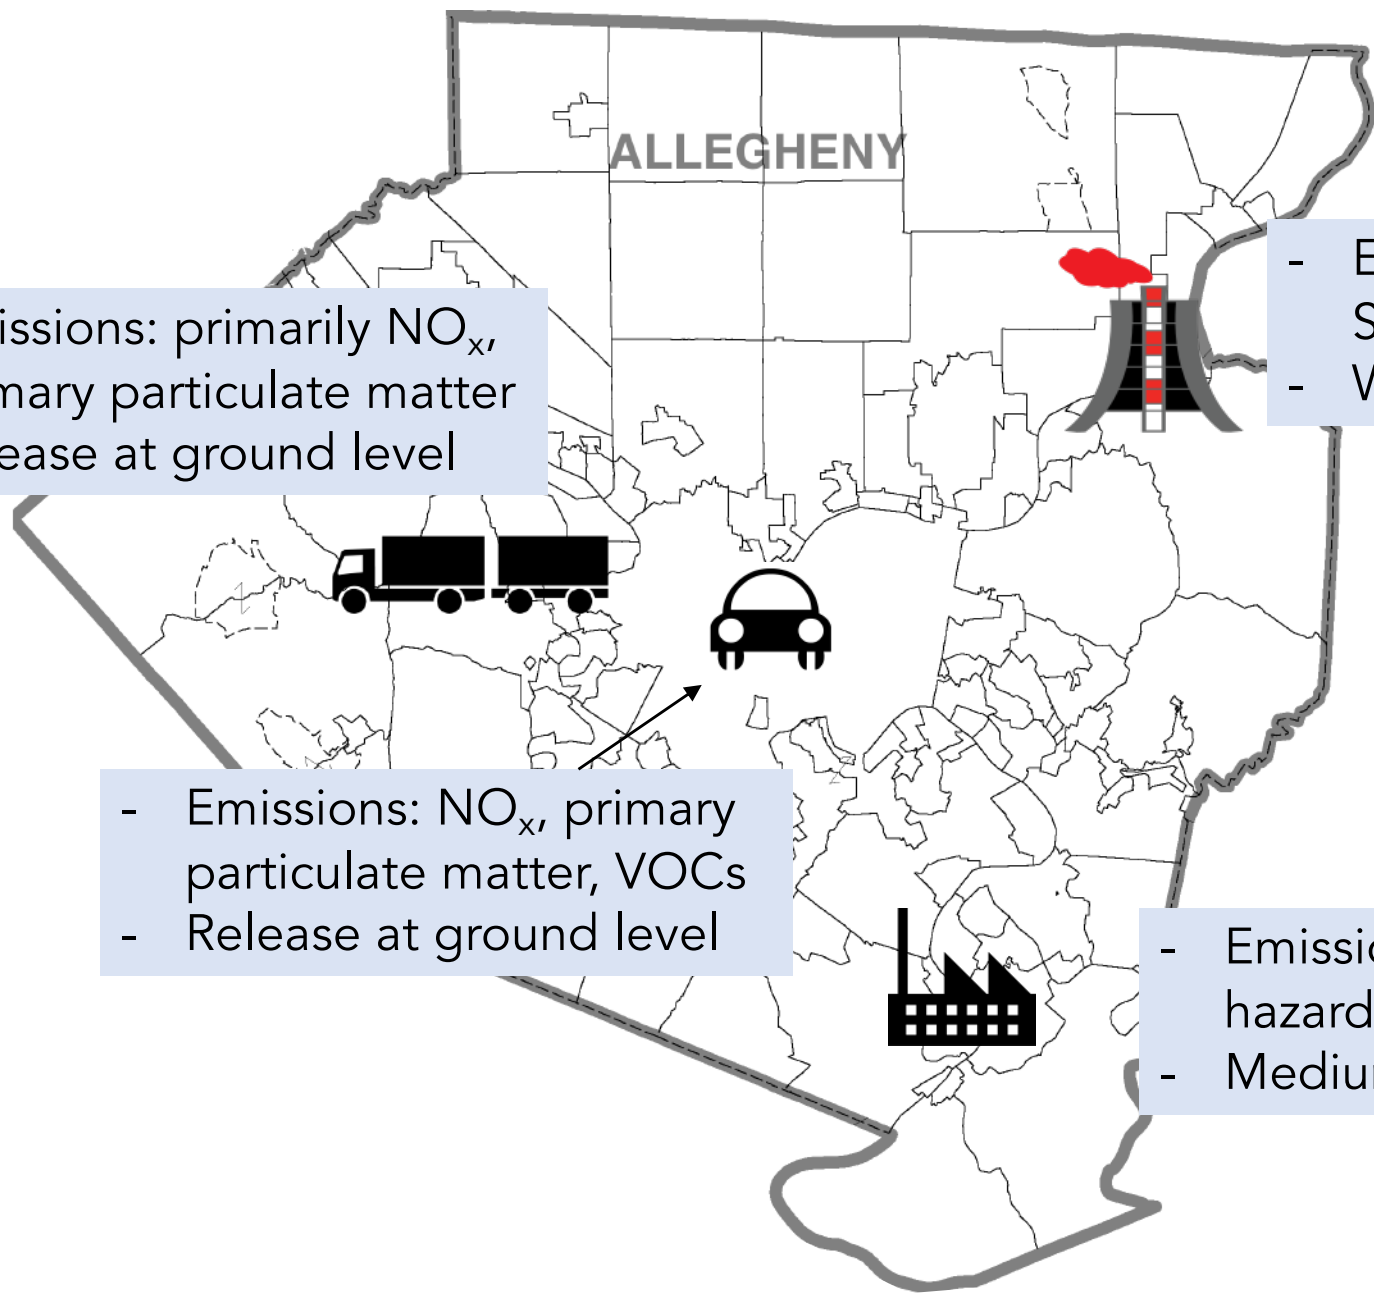 ALLEGHENY
issions: primarily NOₓ,
mary particulate matter
ease at ground level
- E
S
- W
- Emissions: NOₓ, primary
particulate matter, VOCs
- Release at ground level
- Emissio
hazard
- Mediu